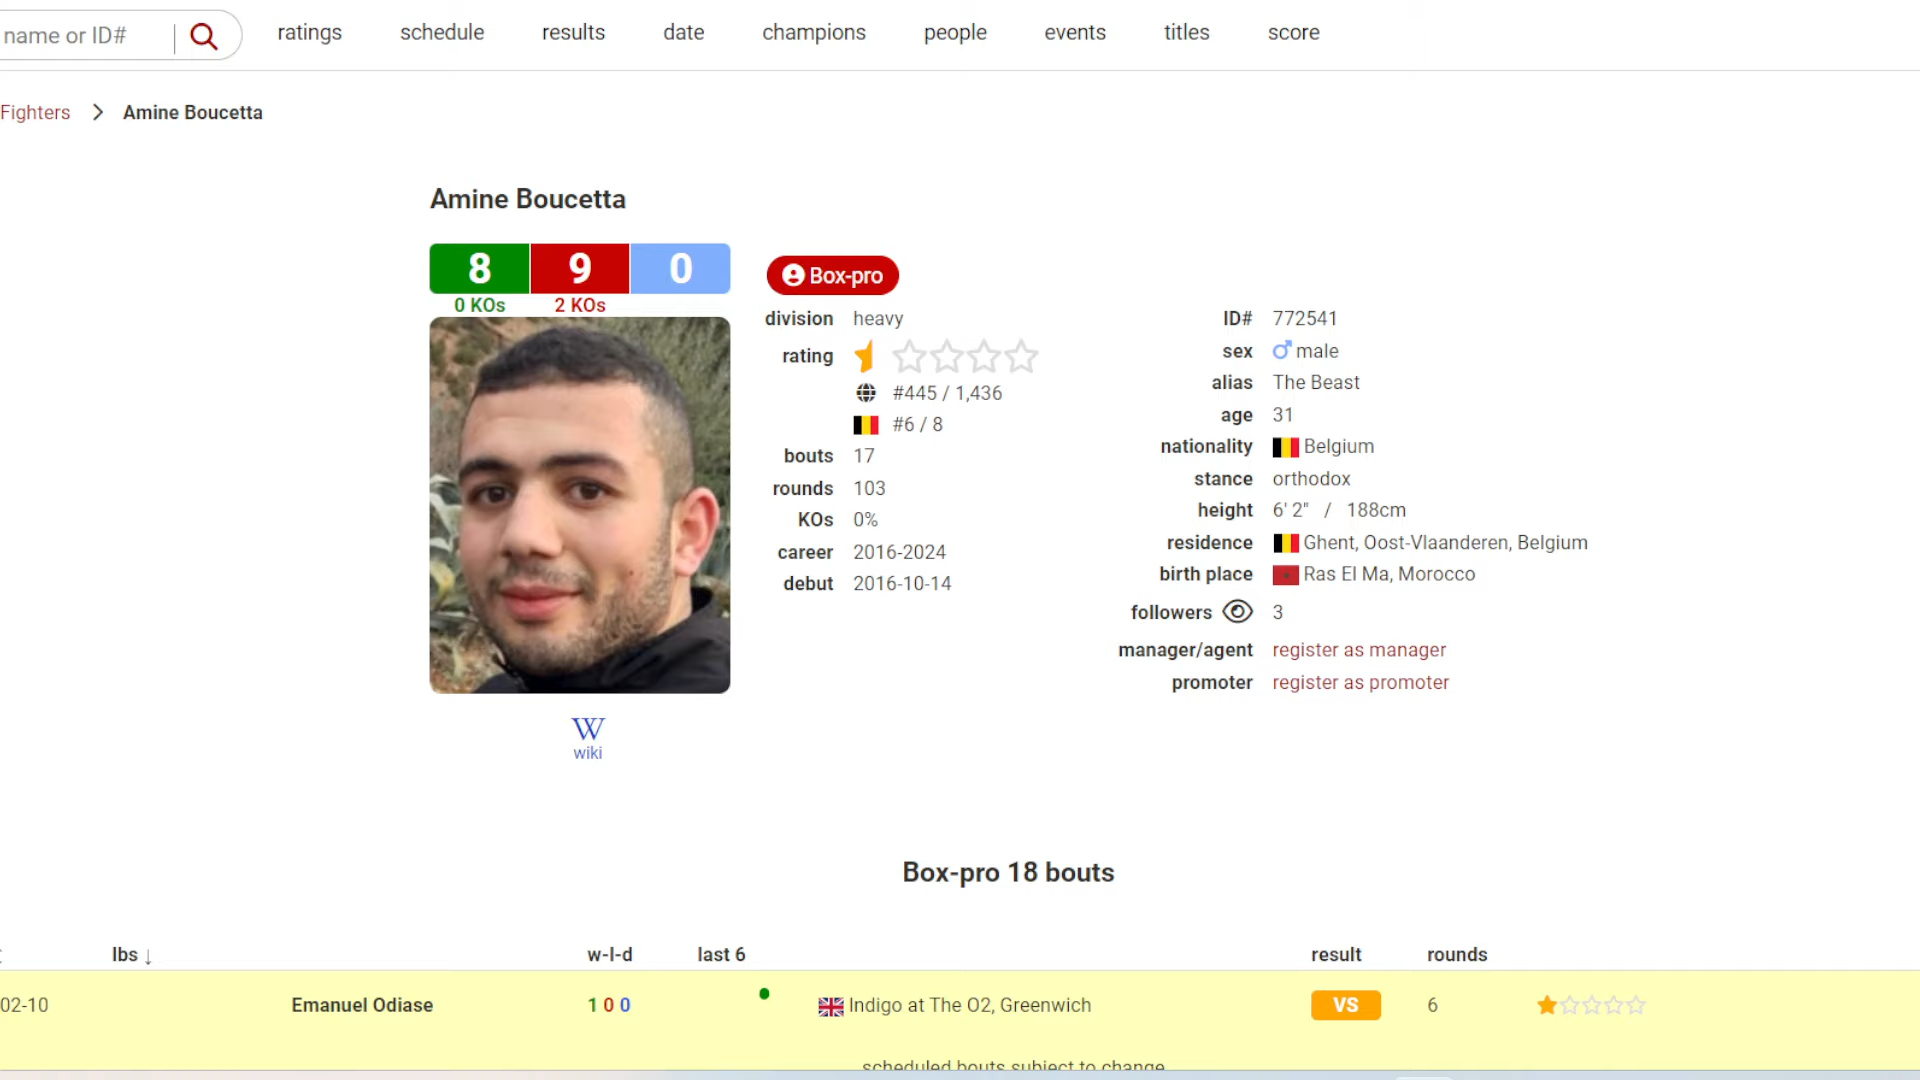 name or ID#
ratings schedule results date champions people events titles score
Fighters > Amine Boucetta
Amine Boucetta
8 9 0
0 KOs 2 KOs
Box-pro
division heavy
rating
#445 / 1,436
#6 / 8
bouts 17
rounds 103
KOs 0%
career 2016-2024
debut 2016-10-14
ID# 772541
sex ♂ male
alias The Beast
age 31
nationality Belgium
stance orthodox
height 6' 2" / 188cm
residence Ghent, Oost-Vlaanderen, Belgium
birth place Ras El Ma, Morocco
followers 3
manager/agent register as manager
promoter register as promoter
W
wiki
Box-pro 18 bouts
lbs ↓ w-l-d last 6 result rounds
02-10 Emanuel Odiase 1 0 0 Indigo at The O2, Greenwich VS 6
scheduled bouts subject to change